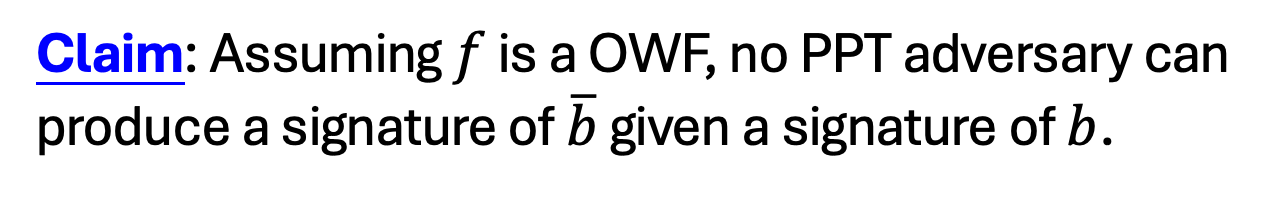 Claim: Assuming f is a OWF, no PPT adversary can
produce a signature of b̄ given a signature of b.